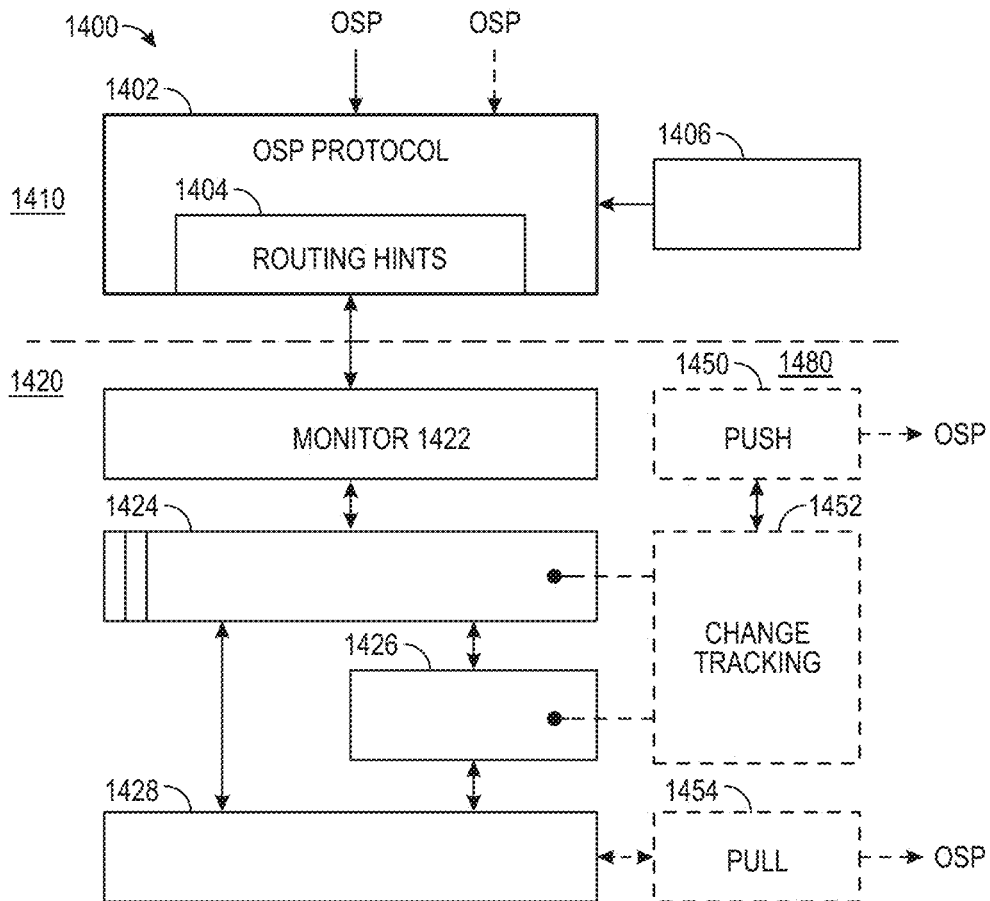 1400
OSP OSP
1402
OSP PROTOCOL
1406
1410
1404
ROUTING HINTS
1420
1450 1480
MONITOR 1422
PUSH
OSP
1424
1452
CHANGE
TRACKING
1426
1428
1454
PULL
OSP